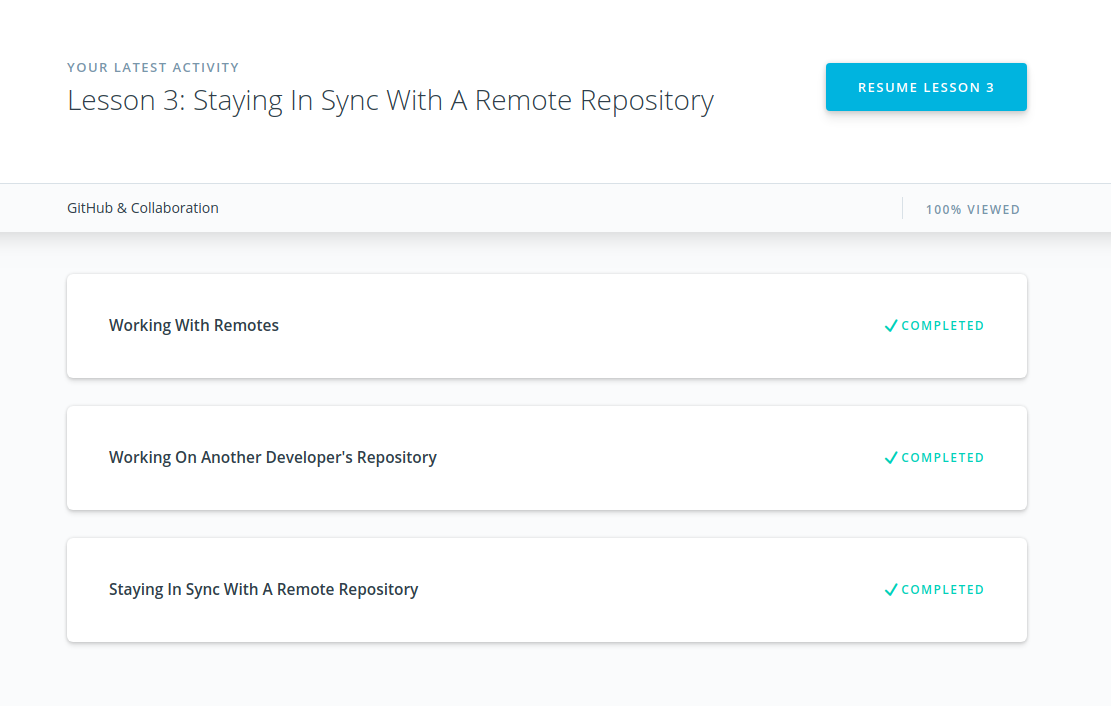 YOUR LATEST ACTIVITY
Lesson 3: Staying In Sync With A Remote Repository
RESUME LESSON 3
GitHub & Collaboration
100% VIEWED
Working With Remotes
COMPLETED
Working On Another Developer's Repository
COMPLETED
Staying In Sync With A Remote Repository
COMPLETED